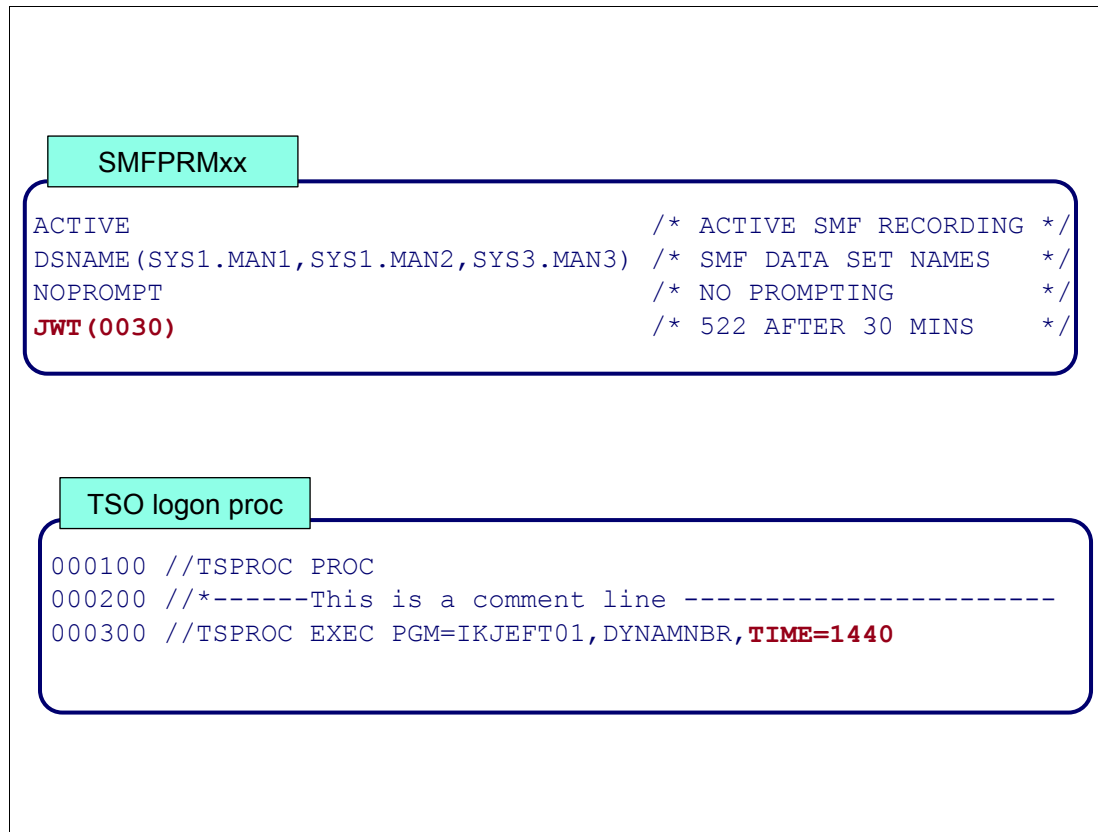 SMFPRMxx
ACTIVE /* ACTIVE SMF RECORDING */
DSNAME(SYS1.MAN1,SYS1.MAN2,SYS3.MAN3) /* SMF DATA SET NAMES */
NOPROMPT /* NO PROMPTING */
JWT(0030) /* 522 AFTER 30 MINS */
TSO logon proc
000100 //TSPROC PROC
000200 //*------This is a comment line -----------------------
000300 //TSPROC EXEC PGM=IKJEFT01,DYNAMNBR,TIME=1440